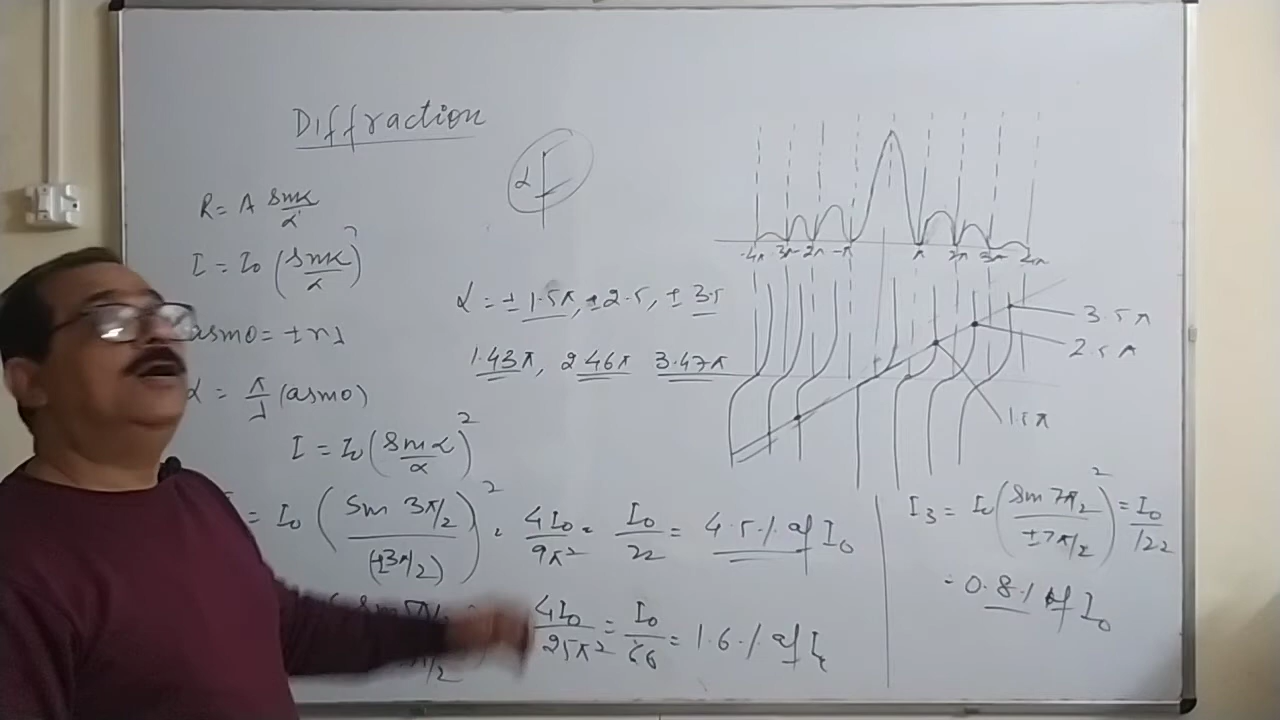 Diffraction
R = A sinα/α
I = I₀ (sinα/α)²
a sinθ = ± nλ
α = π/λ (a sinθ)
I = I₀ (sin α/α)²
= I₀ (sin 3π/2 / (±3π/2))², 4I₀/9π² = I₀/22 = 4.5% of I₀
4I₀/25π² = I₀/66 = 1.6% of I₀
α
α = ± 1.5π, ± 2.5, ± 3.5
1.43π, 2.46π 3.47π
-4π 3π -2π -π π 2π 3π 4π
3.5π
2.5π
1.5π
I₃ = I₀ (sin 7π/2 / ±7π/2)² = I₀/122
= 0.8% of I₀